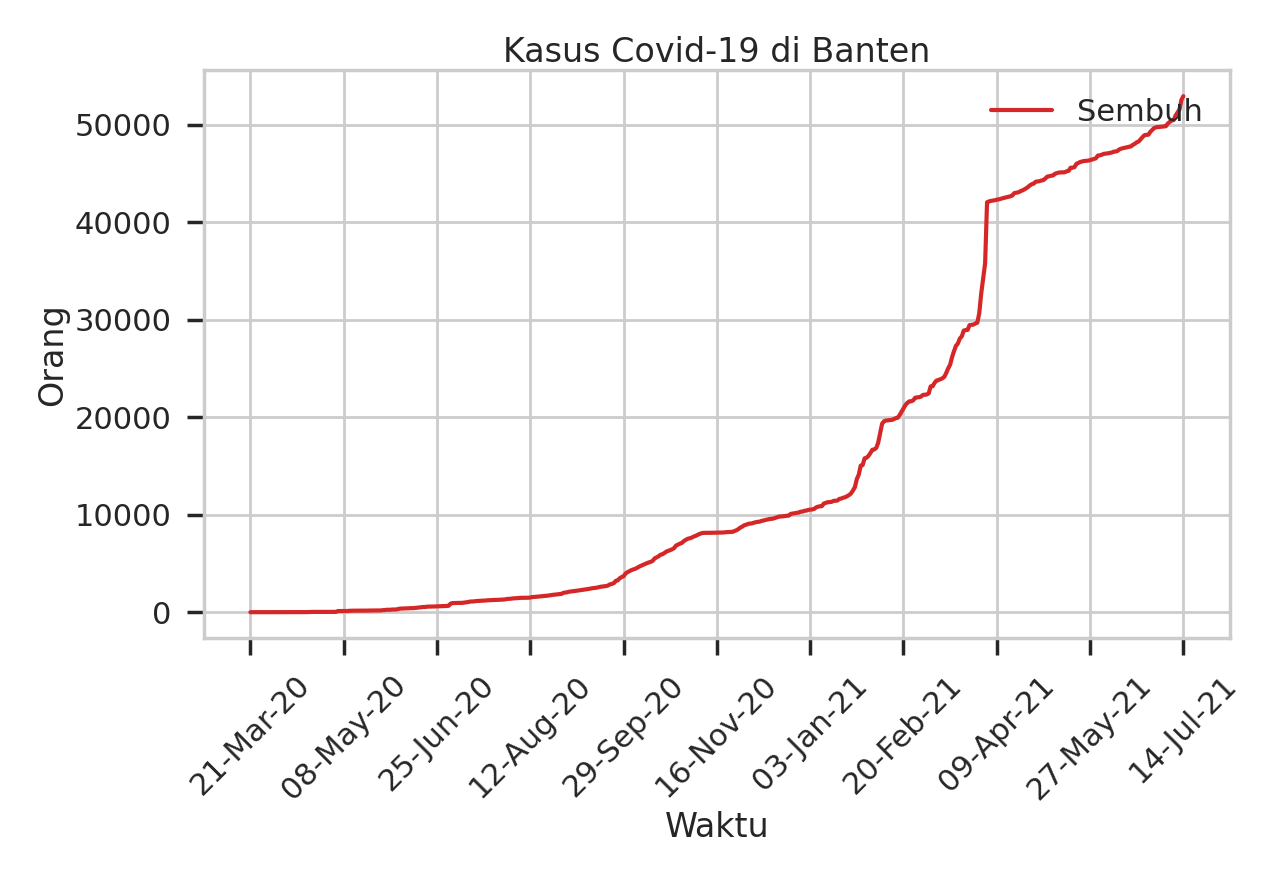 Kasus Covid-19 di Banten
Sembuh
50000
40000
30000
20000
10000
0
Orang
21-Mar-20
08-May-20
25-Jun-20
12-Aug-20
29-Sep-20
16-Nov-20
03-Jan-21
20-Feb-21
09-Apr-21
27-May-21
14-Jul-21
Waktu